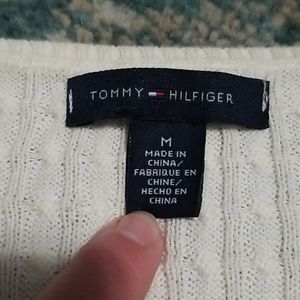 TOMMY HILFIGER
M
MADE IN
CHINA/
FABRIQUE EN
CHINE/
HECHO EN
CHINA